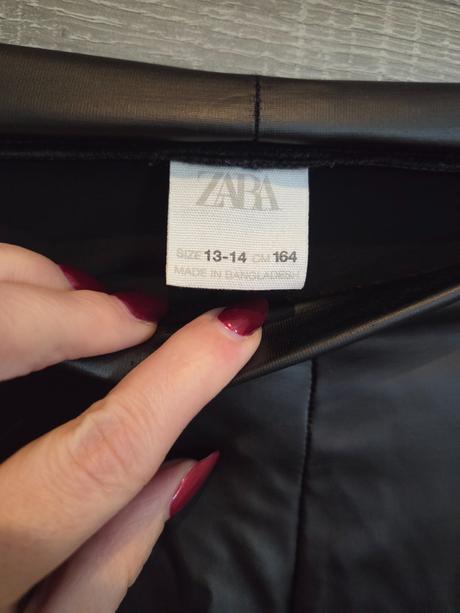 ZARA
SIZE 13-14 CM 164
MADE IN BANGLADESH